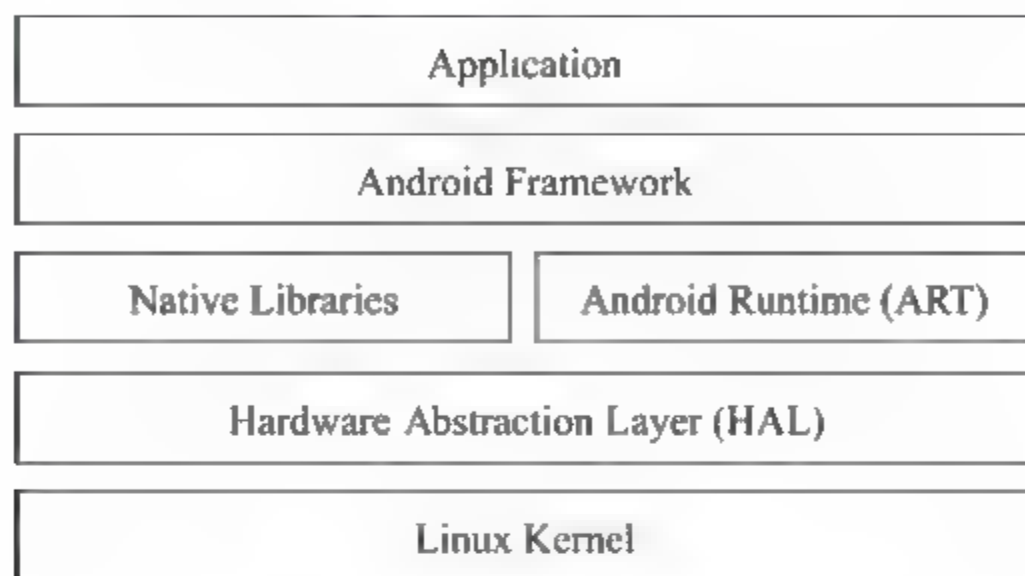 Application
Android Framework
Native Libraries
Android Runtime (ART)
Hardware Abstraction Layer (HAL)
Linux Kernel